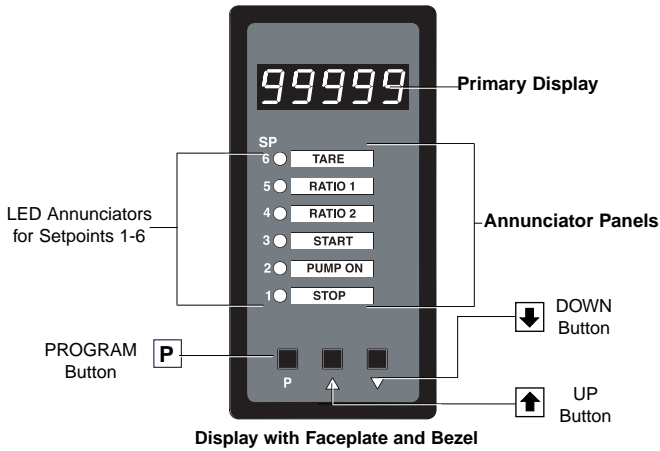 99999
Primary Display
SP
6 TARE
5 RATIO 1
4 RATIO 2
3 START
2 PUMP ON
1 STOP
LED Annunciators
for Setpoints 1-6
Annunciator Panels
PROGRAM
Button
P
P
DOWN
Button
UP
Button
Display with Faceplate and Bezel